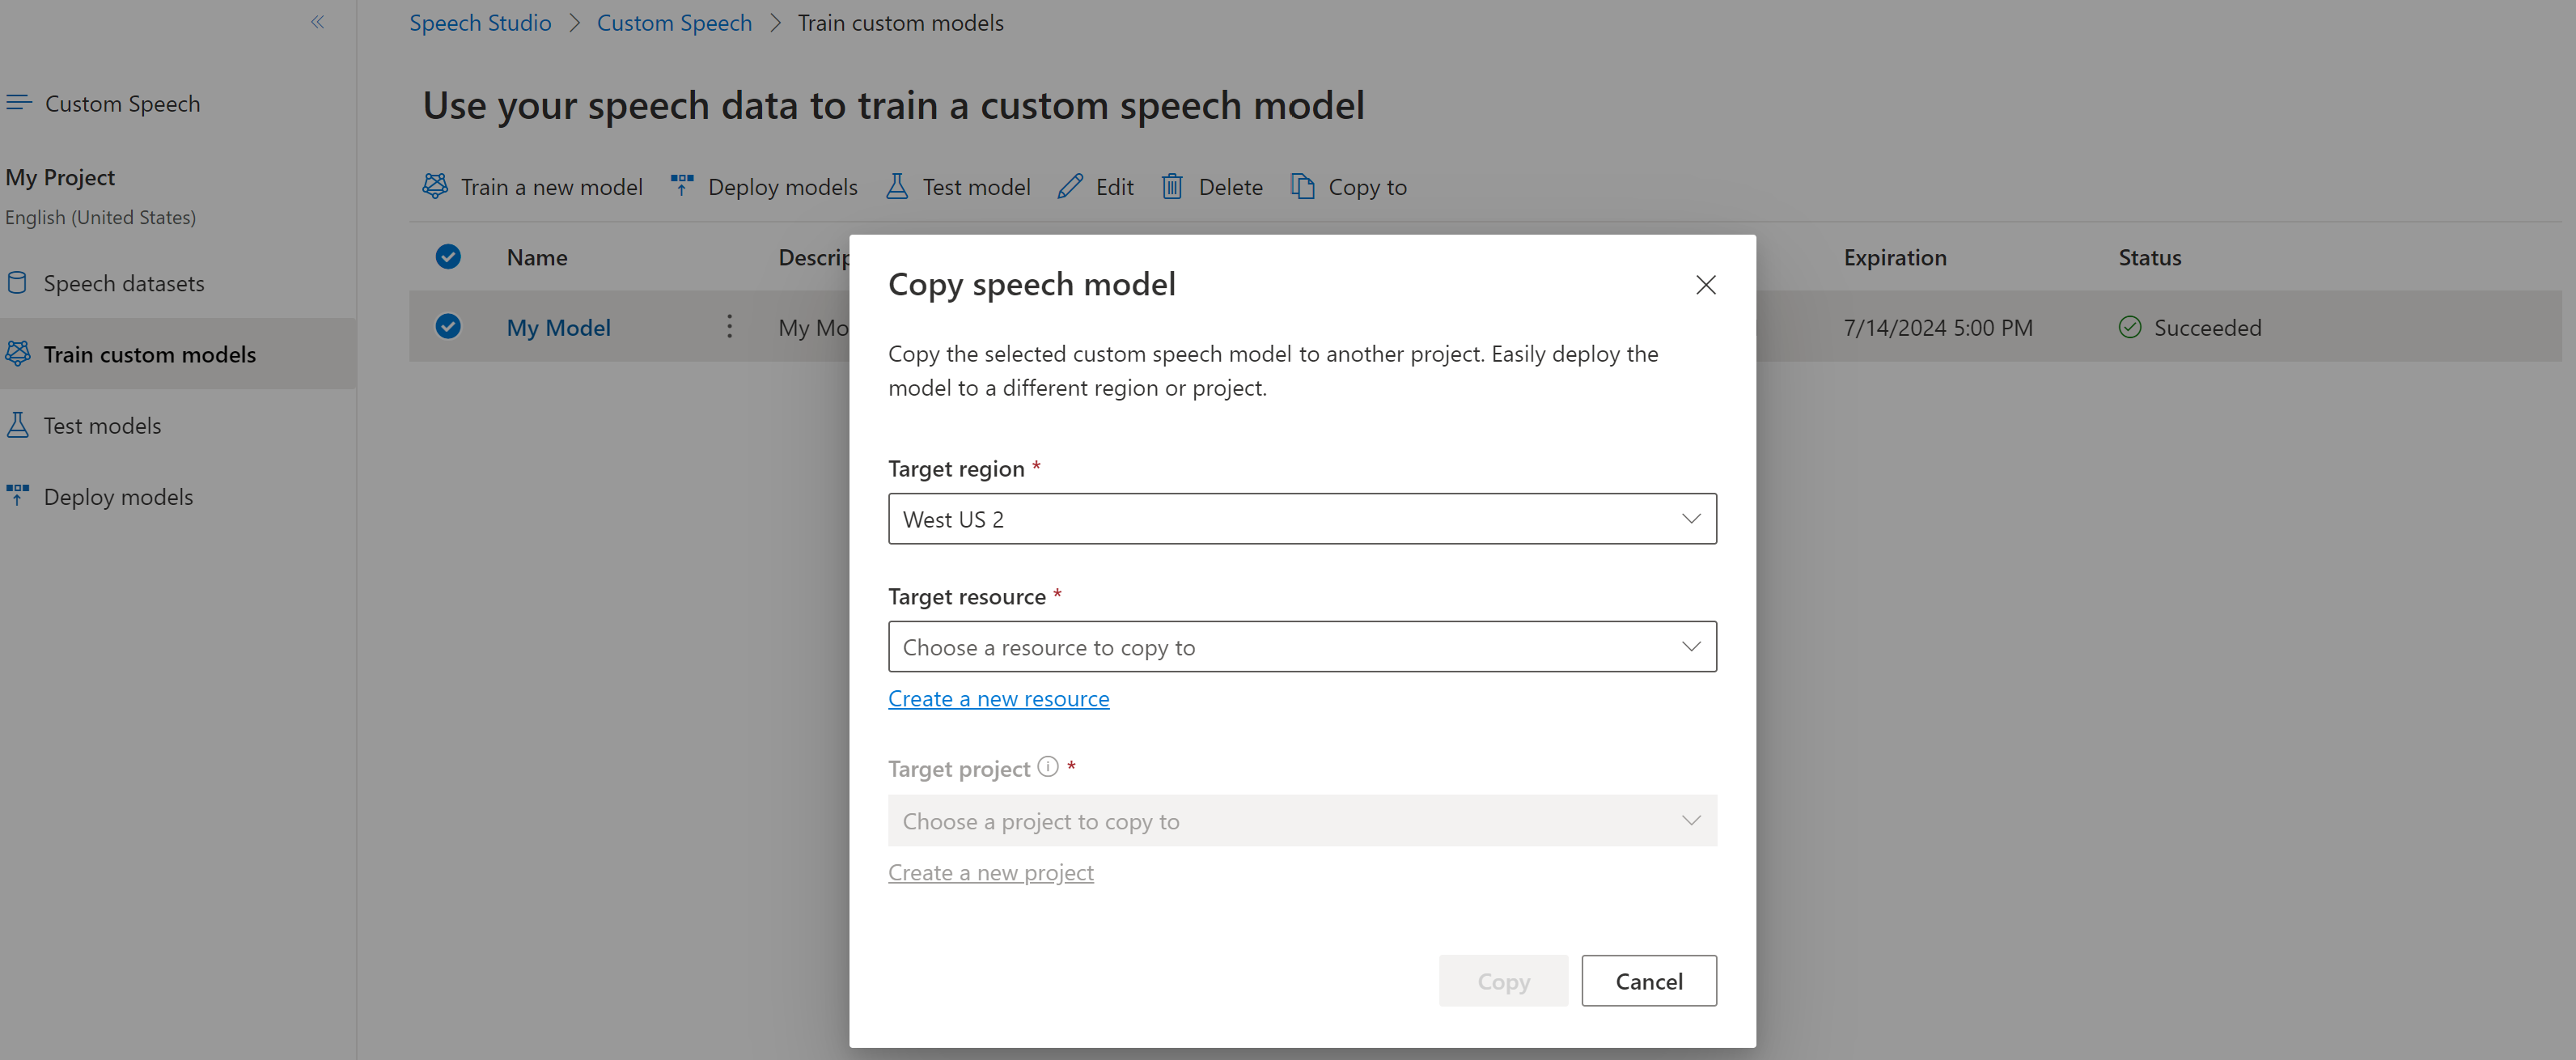 Speech Studio > Custom Speech > Train custom models
Custom Speech
My Project
English (United States)
Speech datasets
Train custom models
Test models
Deploy models
Use your speech data to train a custom speech model
Train a new model Deploy models Test model Edit Delete Copy to
Name Descrip Expiration Status
My Model My Mo 7/14/2024 5:00 PM Succeeded
Copy speech model
Copy the selected custom speech model to another project. Easily deploy the
model to a different region or project.
Target region *
West US 2
Target resource *
Choose a resource to copy to
Create a new resource
Target project *
Choose a project to copy to
Create a new project
Copy Cancel